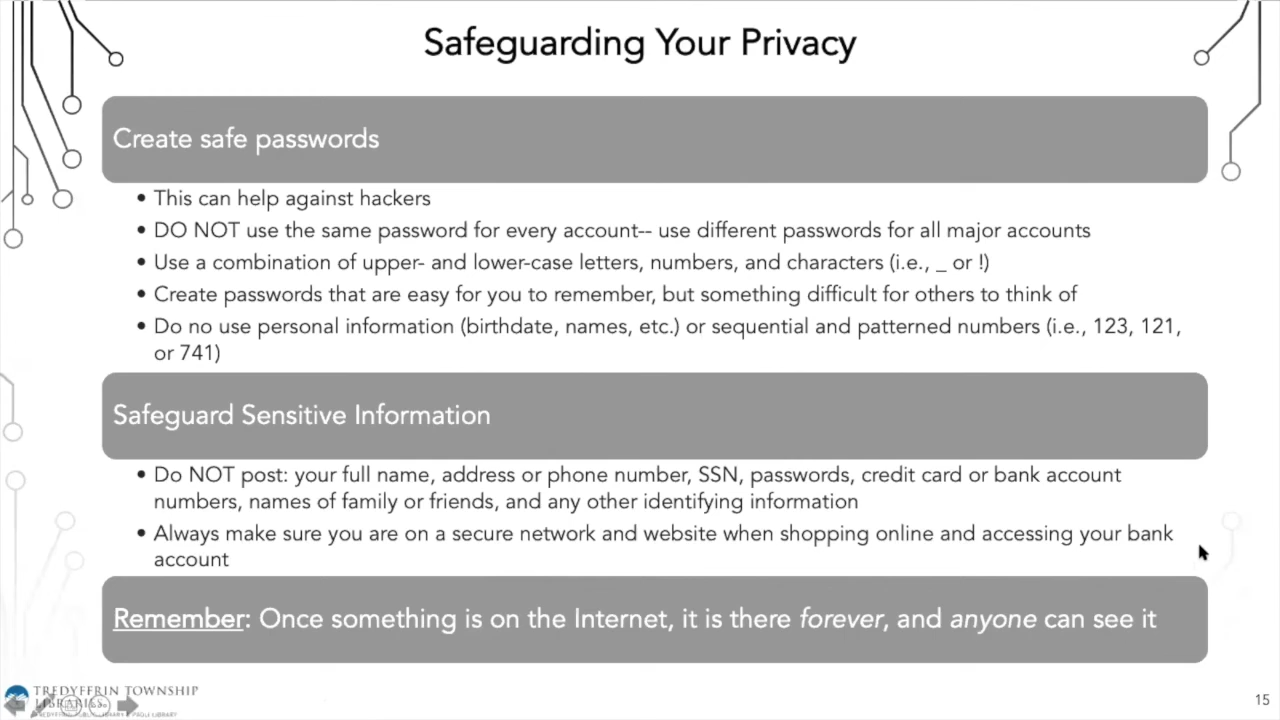 Safeguarding Your Privacy
Create safe passwords
• This can help against hackers
• DO NOT use the same password for every account-- use different passwords for all major accounts
• Use a combination of upper- and lower-case letters, numbers, and characters (i.e., _ or !)
• Create passwords that are easy for you to remember, but something difficult for others to think of
• Do no use personal information (birthdate, names, etc.) or sequential and patterned numbers (i.e., 123, 121,
or 741)
Safeguard Sensitive Information
• Do NOT post: your full name, address or phone number, SSN, passwords, credit card or bank account
numbers, names of family or friends, and any other identifying information
• Always make sure you are on a secure network and website when shopping online and accessing your bank
account
Remember: Once something is on the Internet, it is there forever, and anyone can see it
TREDYFFRIN TOWNSHIP
LIBRARIES
TREDYFFRIN PUBLIC LIBRARY & PAOLI LIBRARY
15